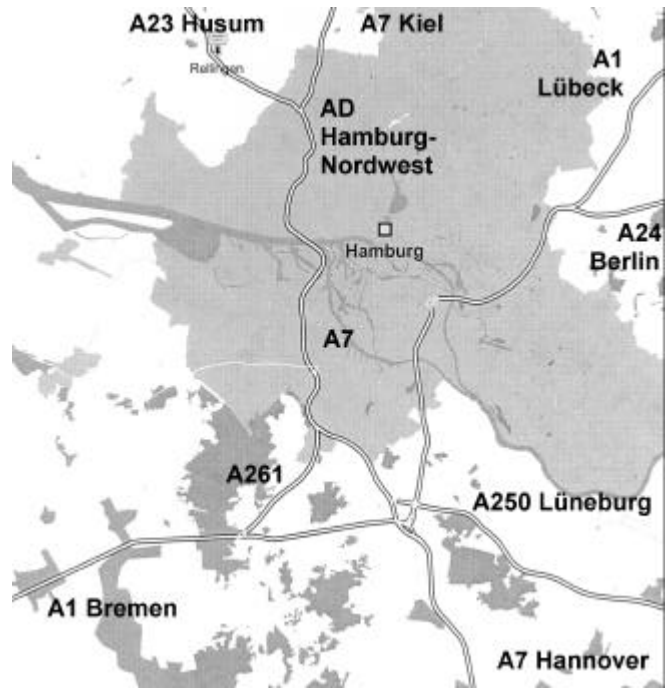 A23 Husum
A7 Kiel
Rellingen
A1
Lübeck
AD
Hamburg-
Nordwest
A24
Berlin
Hamburg
A7
A261
A250 Lüneburg
A1 Bremen
A7 Hannover